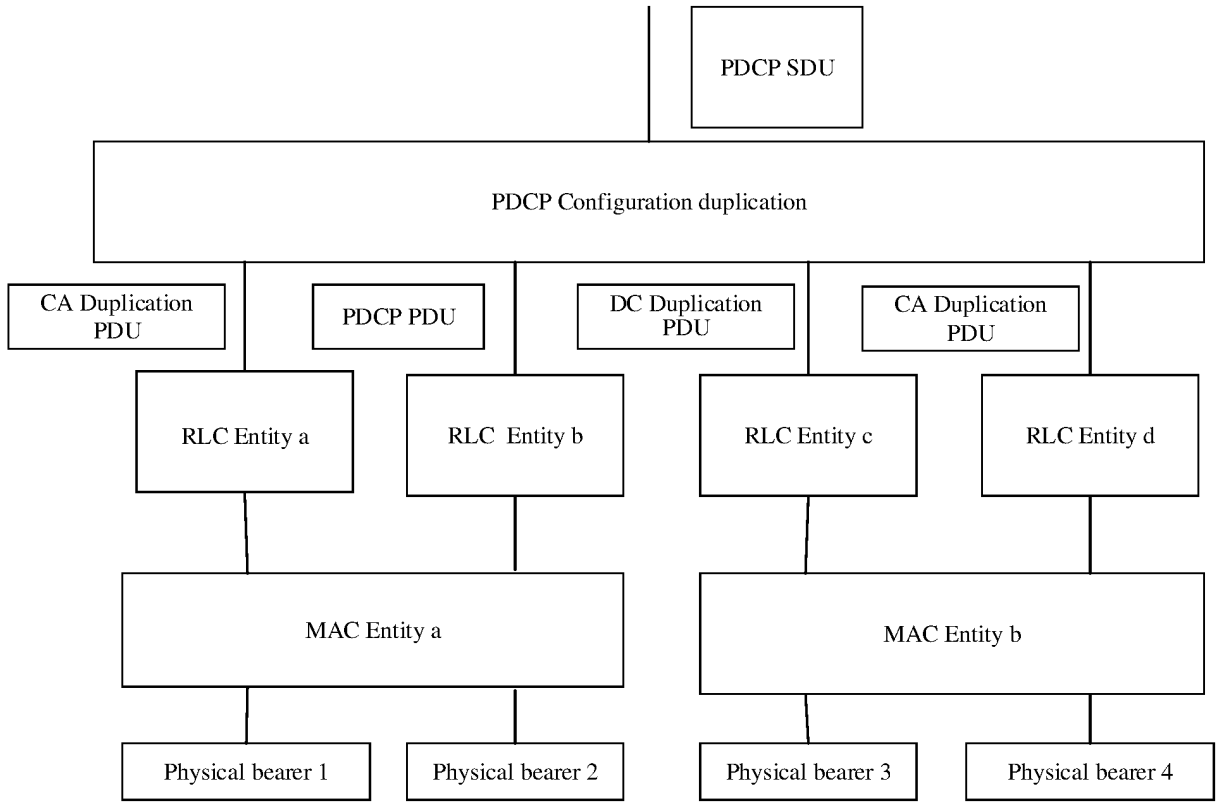 PDCP SDU
PDCP Configuration duplication
CA Duplication
PDU
PDCP PDU
DC Duplication
PDU
CA Duplication
PDU
RLC Entity a
RLC Entity b
RLC Entity c
RLC Entity d
MAC Entity a
MAC Entity b
Physical bearer 1
Physical bearer 2
Physical bearer 3
Physical bearer 4